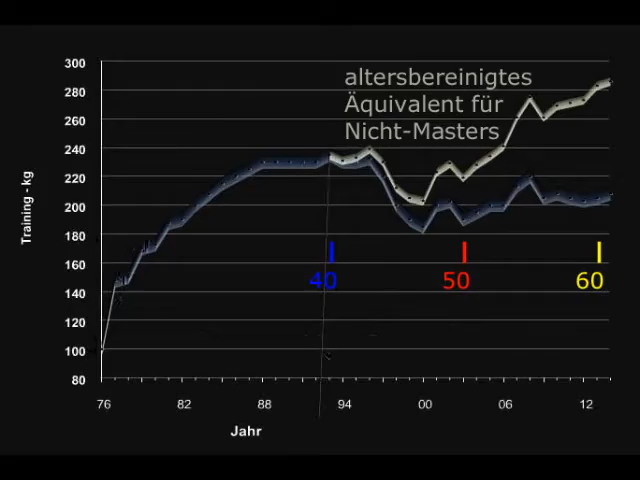 altersbereinigtes
Äquivalent für
Nicht-Masters
300
280
260
240
220
200
180
160
140
120
100
80
Training - kg
40
50
60
76 82 88 94 00 06 12
Jahr